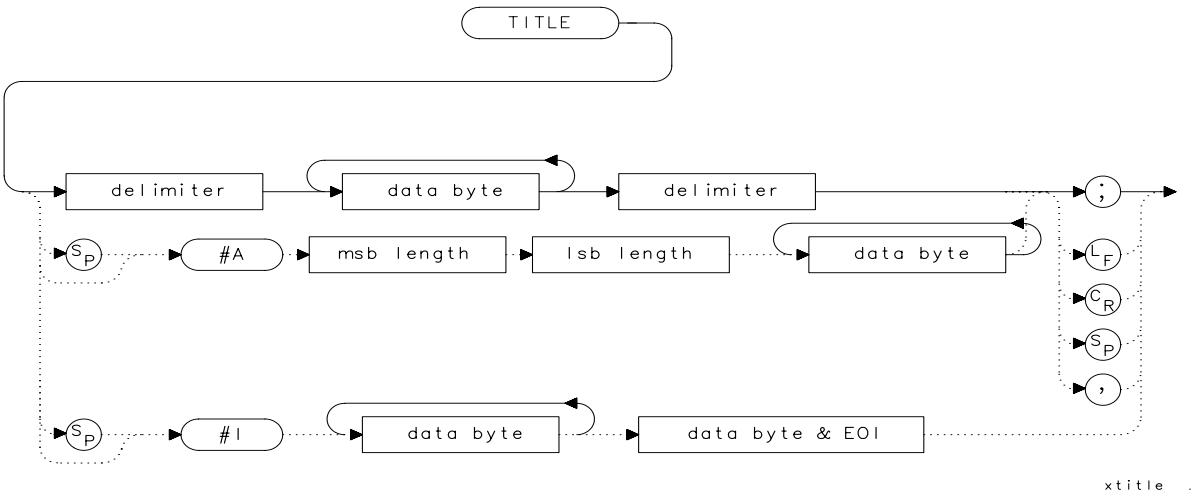 TITLE
delimiter data byte delimiter ;
SP #A msb length lsb length data byte LF
CR
SP
,
SP #I data byte data byte & EOI
xtitle